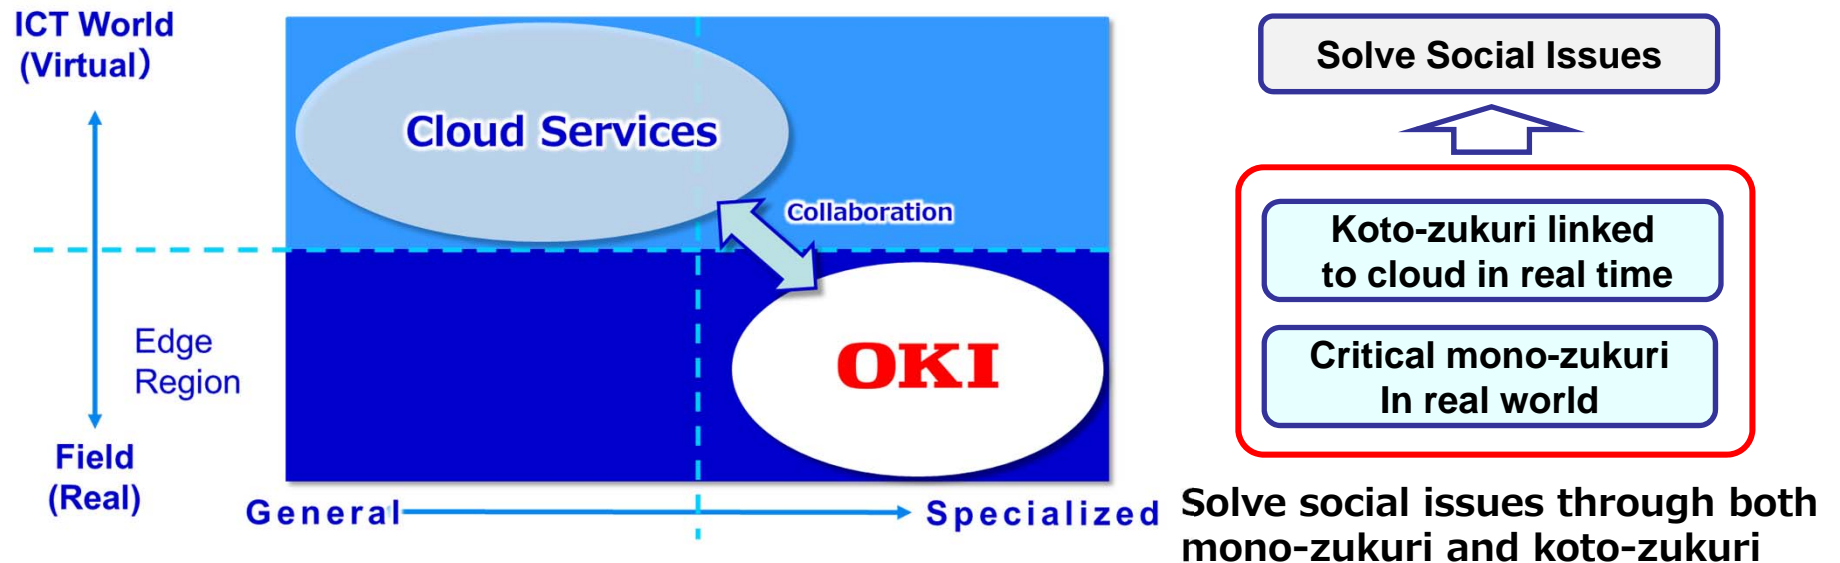 ICT World
(Virtual）
Cloud Services
Collaboration
Edge
Region
OKI
Field
(Real)
General
Specialized
Solve Social Issues
Koto-zukuri linked
to cloud in real time
Critical mono-zukuri
In real world
Solve social issues through both
mono-zukuri and koto-zukuri